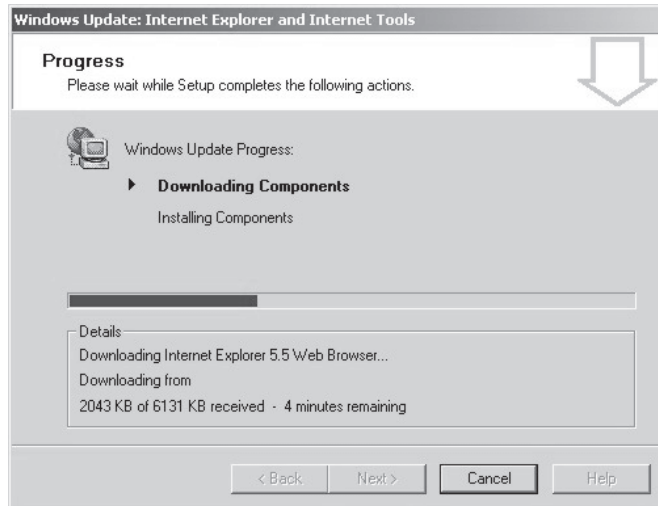 Windows Update: Internet Explorer and Internet Tools
Progress
Please wait while Setup completes the following actions.
Windows Update Progress:
Downloading Components
Installing Components
Details
Downloading Internet Explorer 5.5 Web Browser...
Downloading from
2043 KB of 6131 KB received - 4 minutes remaining
< Back Next > Cancel Help